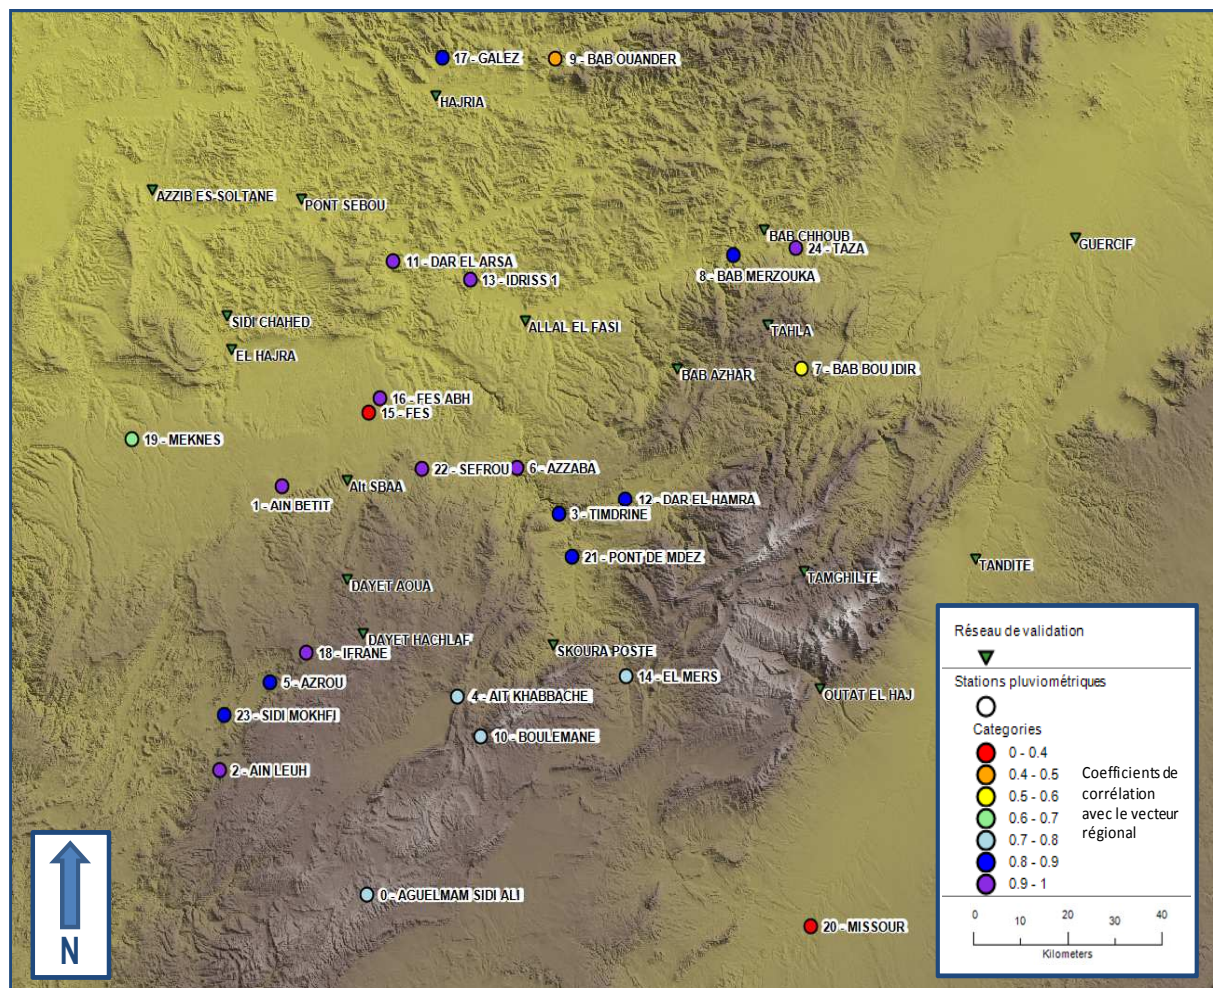 17 - GALEZ
9 - BAB OUANDER
HAJRIA
AZZIB ES-SOLTANE
PONT SEBOU
BAB CHHOUB
GUERCIF
24 - TAZA
11 - DAR EL ARSA
8 - BAB MERZOUKA
13 - IDRISS 1
SIDI CHAHED
ALLAL EL FASI
TAHLA
EL HAJRA
BAB AZHAR
7 - BAB BOU IDIR
16 - FES ABH
15 - FES
19 - MEKNES
22 - SEFROU
6 - AZZABA
Aït SBAA
1 - AIN BETIT
12 - DAR EL HAMRA
3 - TIMDRINE
21 - PONT DE MDEZ
TANDITE
TAMGHILTE
DAYET AOUA
DAYET HACHLAF
SKOURA POSTE
18 - IFRANE
14 - EL MERS
5 - AZROU
4 - AIT KHABBACHE
OUTAT EL HAJ
23 - SIDI MOKHFI
10 - BOULEMANE
2 - AIN LEUH
0 - AGUELMAM SIDI ALI
20 - MISSOUR
N
Réseau de validation
Stations pluviométriques
Categories
0 - 0.4
0.4 - 0.5
0.5 - 0.6
0.6 - 0.7
0.7 - 0.8
0.8 - 0.9
0.9 - 1
Coefficients de
corrélation
avec le vecteur
régional
0 10 20 30 40
Kilometers